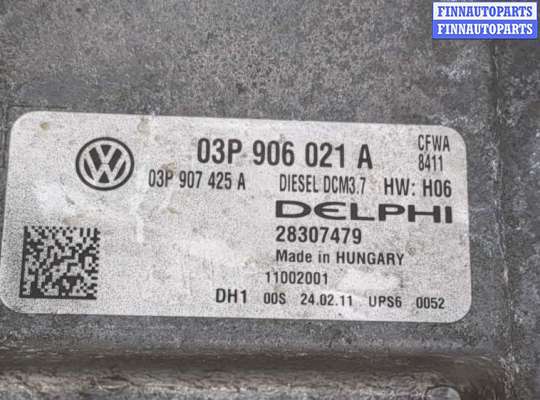 FINNAUTOPARTS
FINNAUTOPARTS
03P 906 021 A
CFWA
8411
03P 907 425 A DIESEL DCM3.7 HW: H06
DELPHI
28307479
Made in HUNGARY
11002001
DH1 00S 24.02.11 UPS6 0052